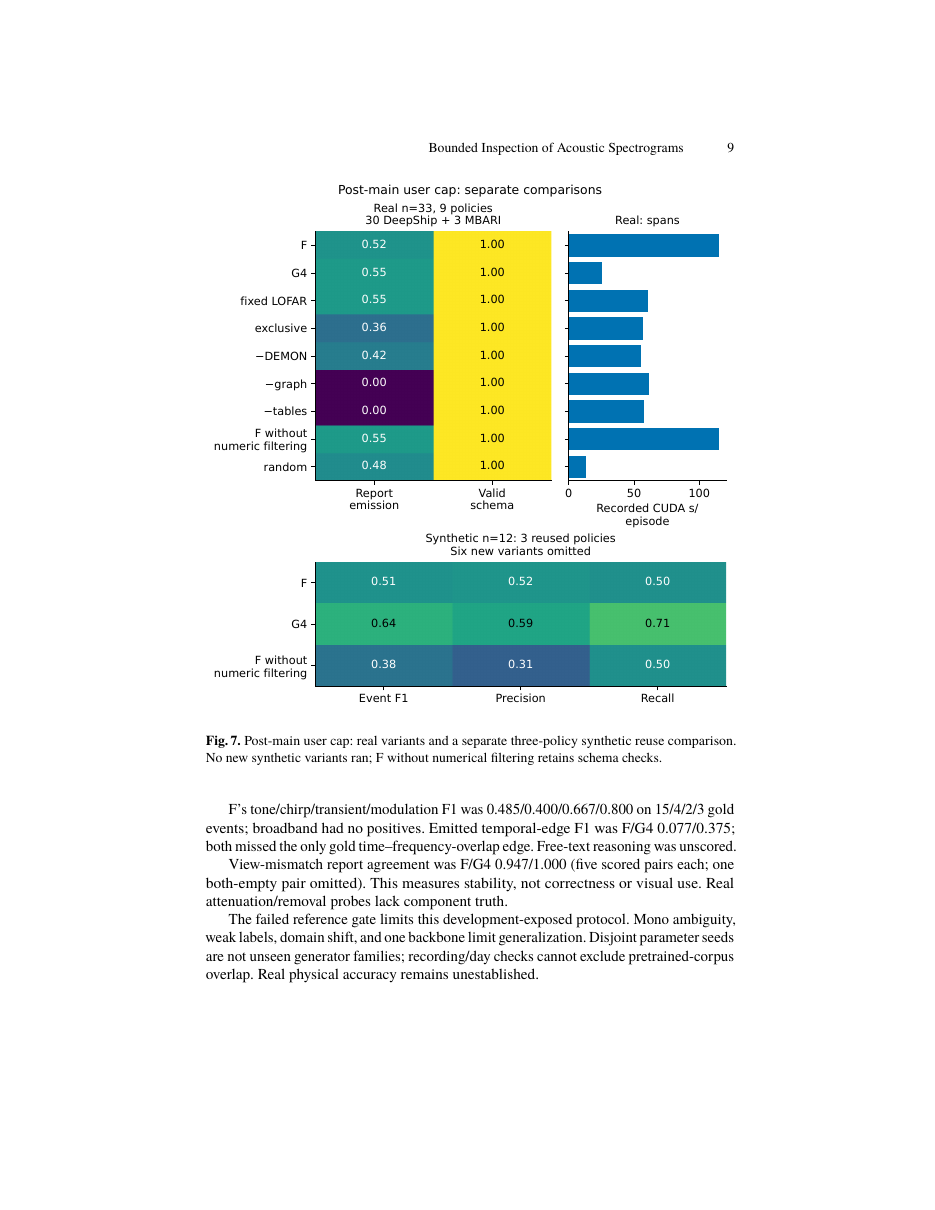 Bounded Inspection of Acoustic Spectrograms 9
Post-main user cap: separate comparisons
Real n=33, 9 policies
30 DeepShip + 3 MBARI
Real: spans
F 0.52 1.00
G4 0.55 1.00
fixed LOFAR 0.55 1.00
exclusive 0.36 1.00
−DEMON 0.42 1.00
−graph 0.00 1.00
−tables 0.00 1.00
F without
numeric filtering 0.55 1.00
random 0.48 1.00
Report
emission
Valid
schema
0 50 100
Recorded CUDA s/
episode
Synthetic n=12: 3 reused policies
Six new variants omitted
F 0.51 0.52 0.50
G4 0.64 0.59 0.71
F without
numeric filtering 0.38 0.31 0.50
Event F1 Precision Recall
Fig. 7. Post-main user cap: real variants and a separate three-policy synthetic reuse comparison.
No new synthetic variants ran; F without numerical filtering retains schema checks.
F's tone/chirp/transient/modulation F1 was 0.485/0.400/0.667/0.800 on 15/4/2/3 gold
events; broadband had no positives. Emitted temporal-edge F1 was F/G4 0.077/0.375;
both missed the only gold time–frequency-overlap edge. Free-text reasoning was unscored.
View-mismatch report agreement was F/G4 0.947/1.000 (five scored pairs each; one
both-empty pair omitted). This measures stability, not correctness or visual use. Real
attenuation/removal probes lack component truth.
The failed reference gate limits this development-exposed protocol. Mono ambiguity,
weak labels, domain shift, and one backbone limit generalization. Disjoint parameter seeds
are not unseen generator families; recording/day checks cannot exclude pretrained-corpus
overlap. Real physical accuracy remains unestablished.